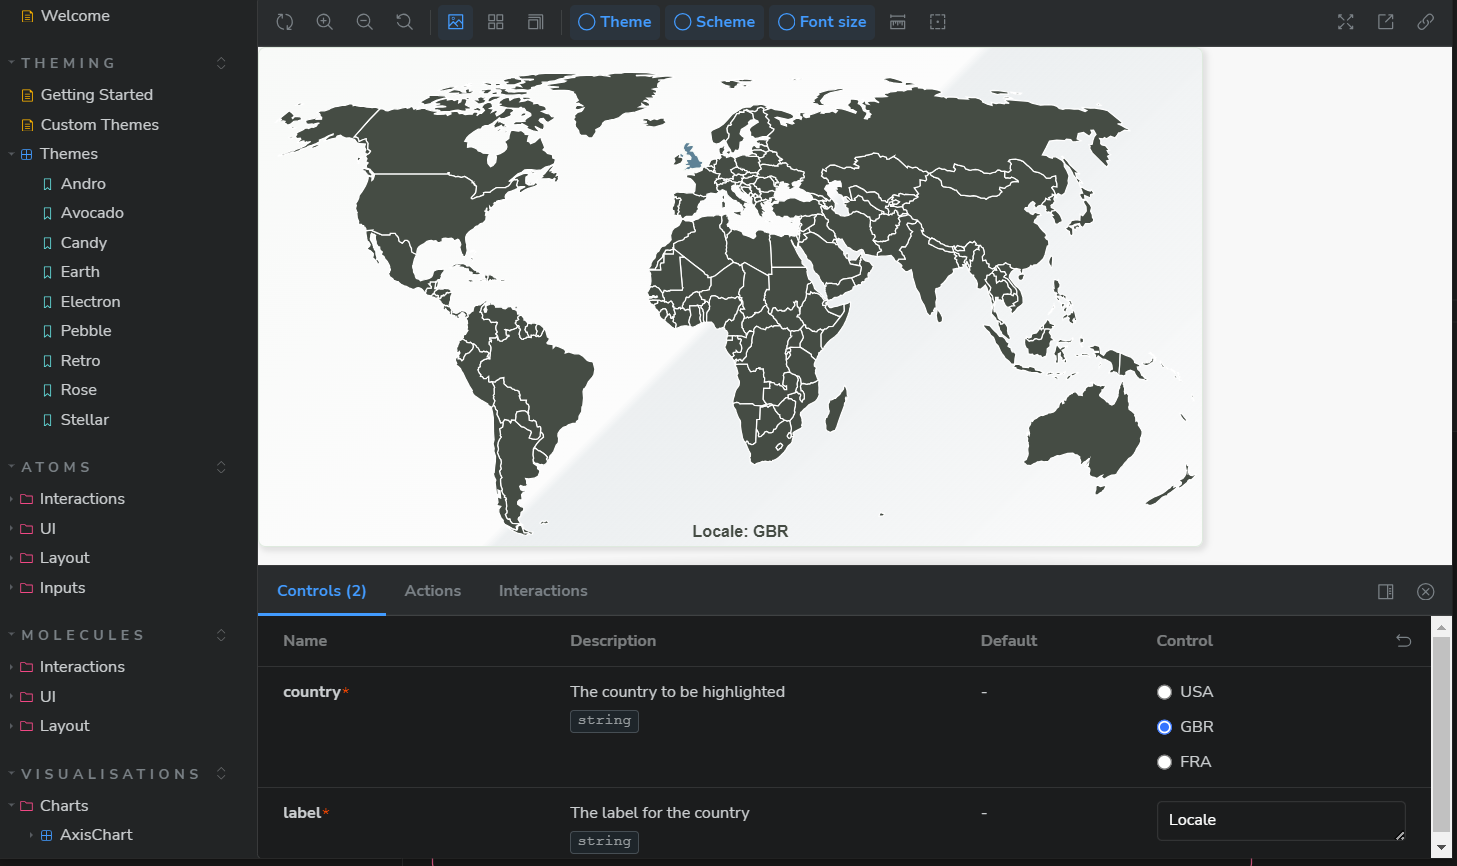 Welcome
THEMING
Getting Started
Custom Themes
Themes
Andro
Avocado
Candy
Earth
Electron
Pebble
Retro
Rose
Stellar
ATOMS
Interactions
UI
Layout
Inputs
MOLECULES
Interactions
UI
Layout
VISUALISATIONS
Charts
AxisChart
Theme
Scheme
Font size
Locale: GBR
Controls (2) Actions Interactions
Name Description Default Control
country* The country to be highlighted -
string
USA
GBR
FRA
label* The label for the country - Locale
string